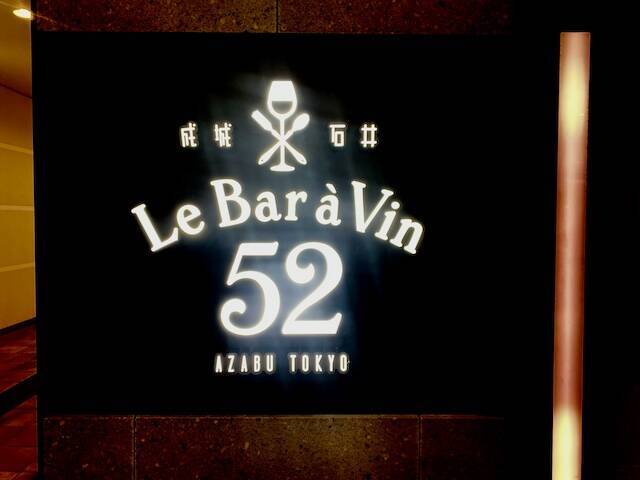 成城 石井
Le Bar à Vin
52
AZABU TOKYO